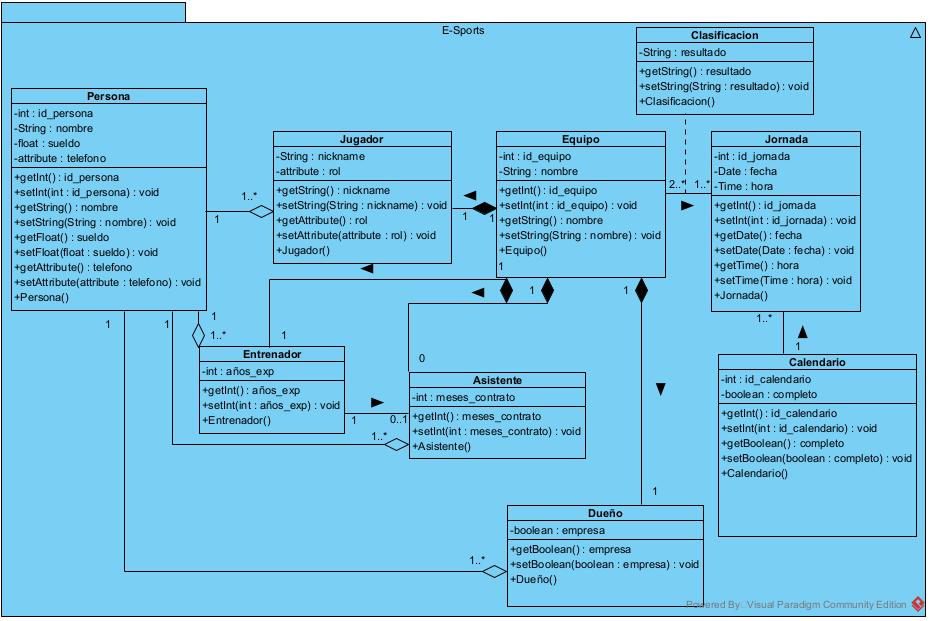 E-Sports
Clasificacion
-String : resultado
+getString() : resultado
+setString(String : resultado) : void
+Clasificacion()
Persona
-int : id_persona
-String : nombre
-float : sueldo
-attribute : telefono
+getInt() : id_persona
+setInt(int : id_persona) : void
+getString() : nombre
+setString(String : nombre) : void
+getFloat() : sueldo
+setFloat(float : sueldo) : void
+getAttribute() : telefono
+setAttribute(attribute : telefono) : void
+Persona()
1..*
1
Jugador
-String : nickname
-attribute : rol
+getString() : nickname
+setString(String : nickname) : void
+getAttribute() : rol
+setAttribute(attribute : rol) : void
+Jugador()
1
1
Equipo
-int : id_equipo
-String : nombre
+getInt() : id_equipo
+setInt(int : id_equipo) : void
+getString() : nombre
+setString(String : nombre) : void
+Equipo()
1
2..*
1..*
Jornada
-int : id_jornada
-Date : fecha
-Time : hora
+getInt() : id_jornada
+setInt(int : id_jornada) : void
+getDate() : fecha
+setDate(Date : fecha) : void
+getTime() : hora
+setTime(Time : hora) : void
+Jornada()
1
1
1..*
1
1
1
1..*
1
1
0
Entrenador
-int : años_exp
+getInt() : años_exp
+setInt(int : años_exp) : void
+Entrenador()
1
0..1
1..*
Asistente
-int : meses_contrato
+getInt() : meses_contrato
+setInt(int : meses_contrato) : void
+Asistente()
Calendario
-int : id_calendario
-boolean : completo
+getInt() : id_calendario
+setInt(int : id_calendario) : void
+getBoolean() : completo
+setBoolean(boolean : completo) : void
+Calendario()
1
1..*
Dueño
-boolean : empresa
+getBoolean() : empresa
+setBoolean(boolean : empresa) : void
+Dueño()
Powered By Visual Paradigm Community Edition